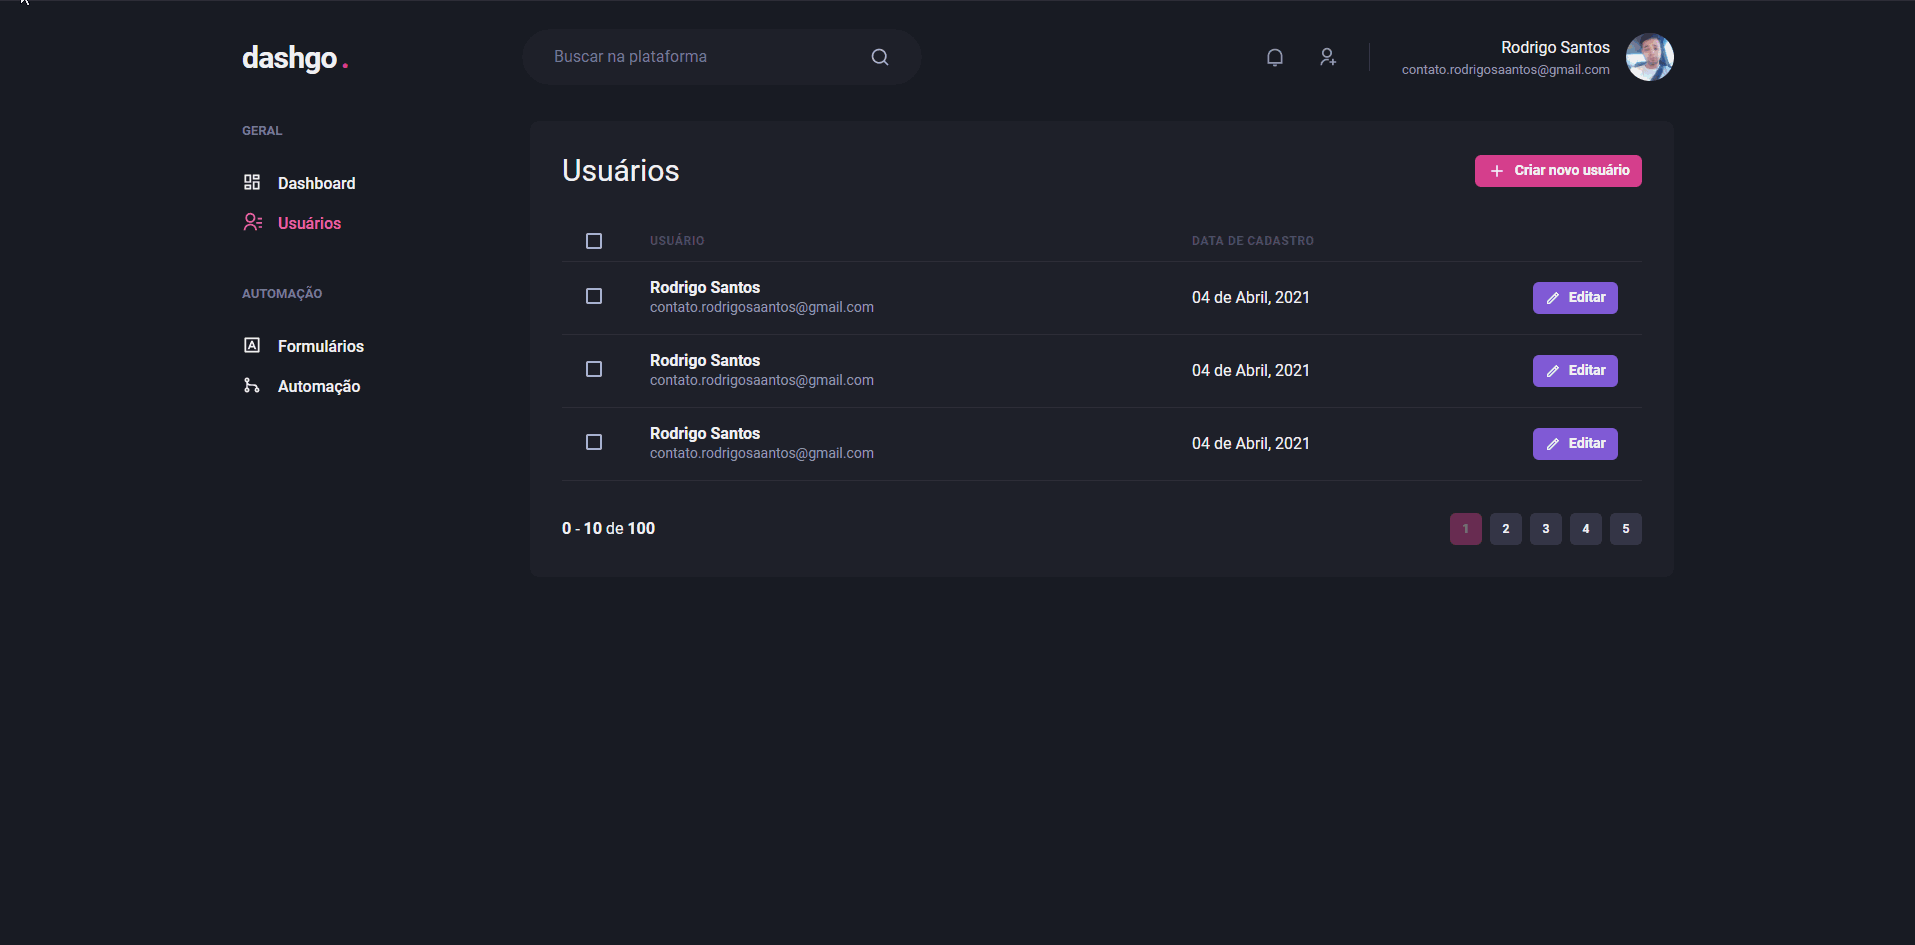 dashgo.
Buscar na plataforma
Rodrigo Santos
contato.rodrigosaantos@gmail.com
GERAL
Dashboard
Usuários
AUTOMAÇÃO
Formulários
Automação
Usuários
Criar novo usuário
USUÁRIO DATA DE CADASTRO
Rodrigo Santos
contato.rodrigosaantos@gmail.com
04 de Abril, 2021
Editar
Rodrigo Santos
contato.rodrigosaantos@gmail.com
04 de Abril, 2021
Editar
Rodrigo Santos
contato.rodrigosaantos@gmail.com
04 de Abril, 2021
Editar
0 - 10 de 100
1 2 3 4 5